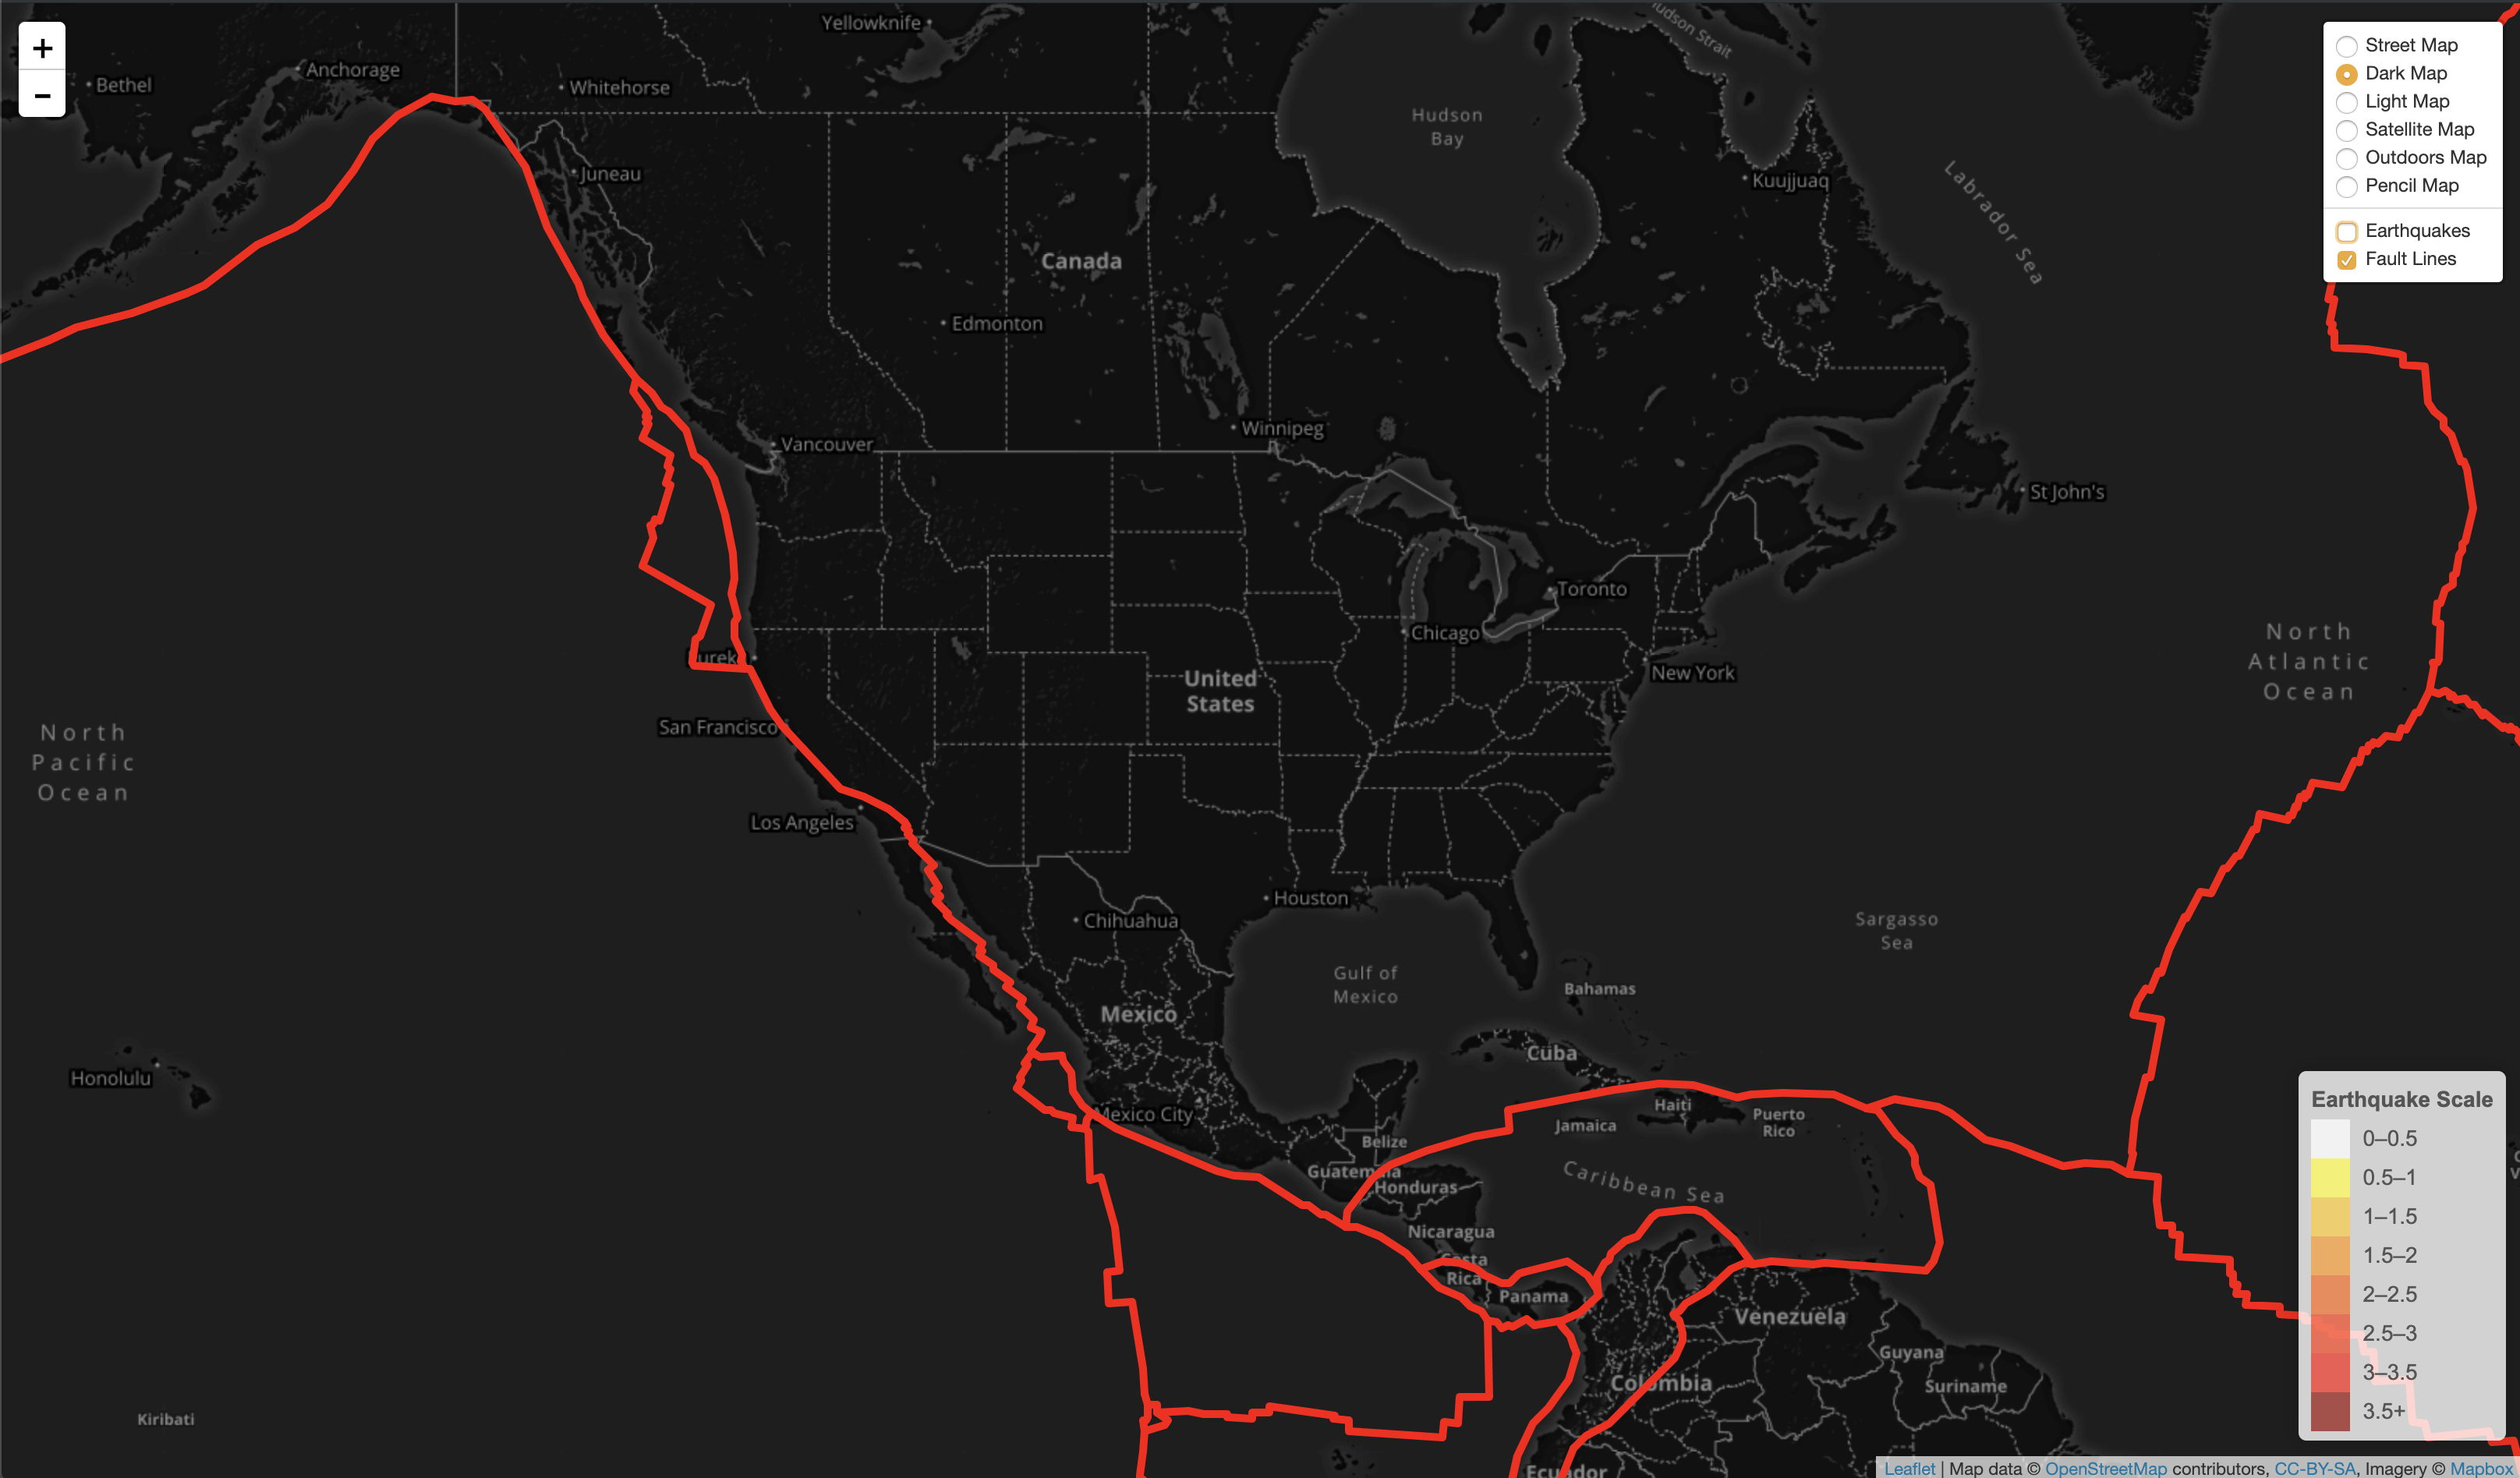 +
−
Yellowknife
Hudson Strait
Anchorage
Bethel
Whitehorse
Hudson
Bay
Juneau
Kuujjuaq
Labrador Sea
Canada
Edmonton
Winnipeg
Vancouver
St John's
Toronto
Chicago
New York
United
States
San Francisco
Los Angeles
North
Pacific
Ocean
North
Atlantic
Ocean
Houston
Chihuahua
Sargasso
Sea
Gulf of
Mexico
Bahamas
Mexico
Cuba
Honolulu
Mexico City
Haiti
Puerto
Rico
Jamaica
Belize
Guatemala
Honduras
Caribbean Sea
Nicaragua
Costa
Rica
Panama
Venezuela
Guyana
Colombia
Suriname
Kiribati
Ecuador
Street Map
Dark Map
Light Map
Satellite Map
Outdoors Map
Pencil Map
Earthquakes
Fault Lines
Earthquake Scale
0–0.5
0.5–1
1–1.5
1.5–2
2–2.5
2.5–3
3–3.5
3.5+
Leaflet | Map data © OpenStreetMap contributors, CC-BY-SA, Imagery © Mapbox